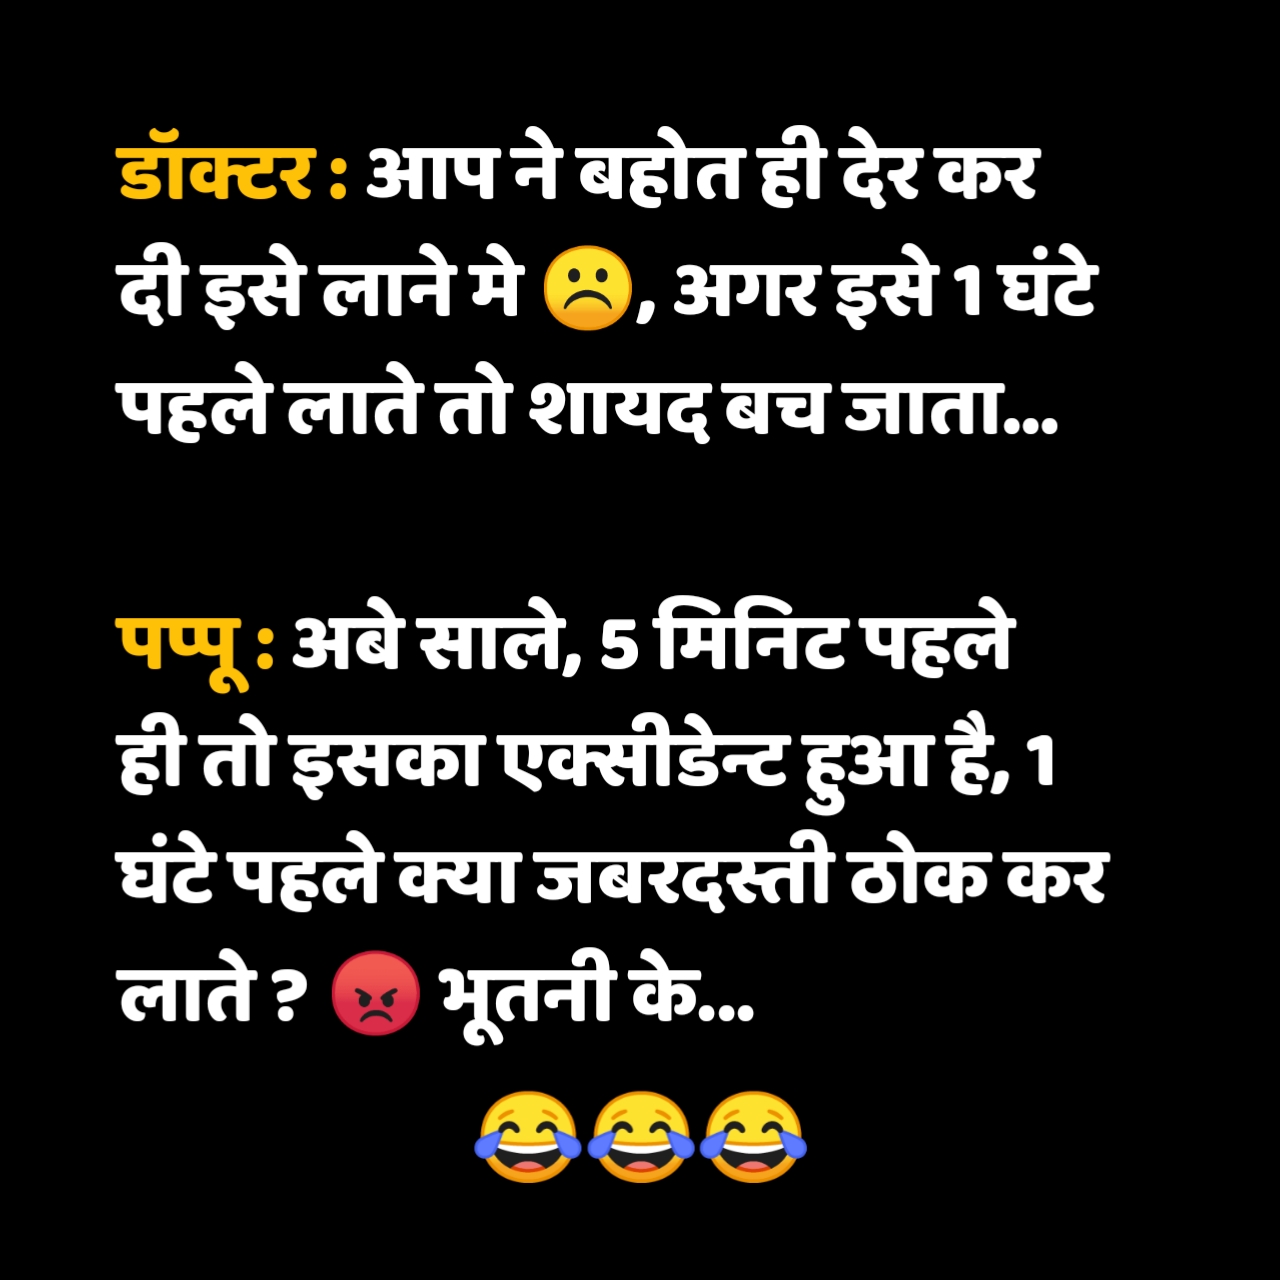 डॉक्टर : आप ने बहोत ही देर कर
दी इसे लाने मे ☹️, अगर इसे 1 घंटे
पहले लाते तो शायद बच जाता...
पप्पू : अबे साले, 5 मिनिट पहले
ही तो इसका एक्सीडेन्ट हुआ है, 1
घंटे पहले क्या जबरदस्ती ठोक कर
लाते ? 😡 भूतनी के...
😂😂😂